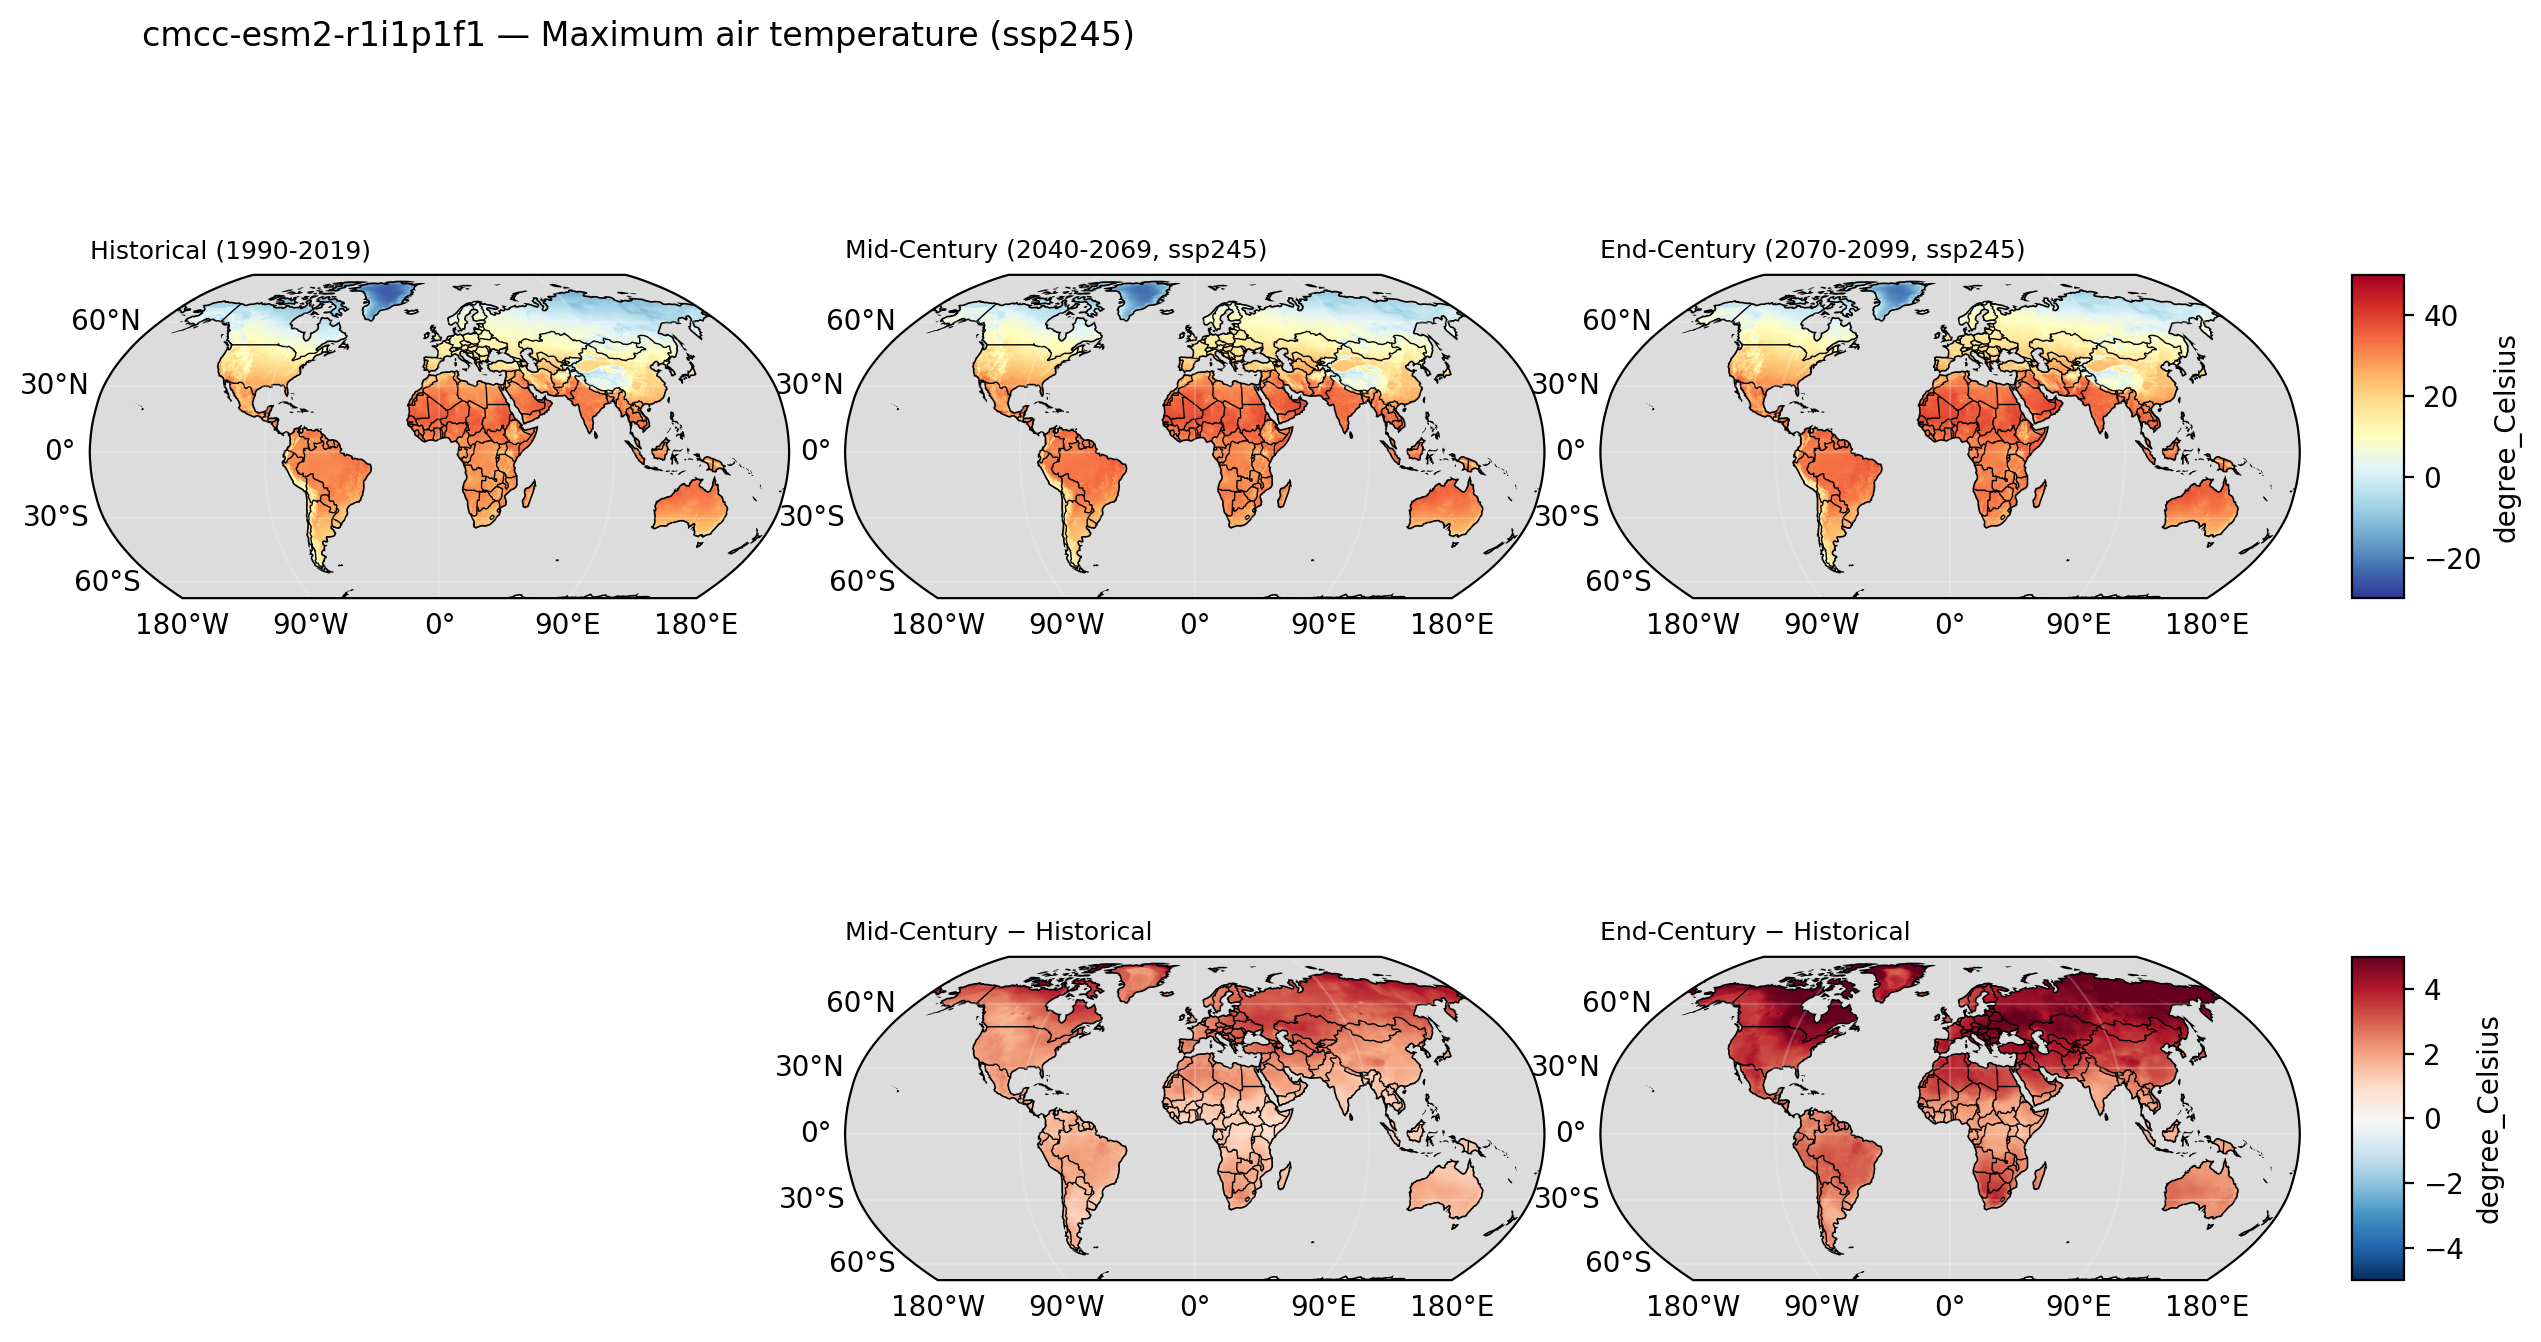 cmcc-esm2-r1i1p1f1 — Maximum air temperature (ssp245)
Historical (1990-2019)
Mid-Century (2040-2069, ssp245)
End-Century (2070-2099, ssp245)
60°N
30°N
0°
30°S
60°S
180°W
90°W
0°
90°E
180°E
60°N
30°N
0°
30°S
60°S
180°W
90°W
0°
90°E
180°E
60°N
30°N
0°
30°S
60°S
180°W
90°W
0°
90°E
180°E
40
20
0
−20
degree_Celsius
Mid-Century − Historical
End-Century − Historical
60°N
30°N
0°
30°S
60°S
180°W
90°W
0°
90°E
180°E
60°N
30°N
0°
30°S
60°S
180°W
90°W
0°
90°E
180°E
4
2
0
−2
−4
degree_Celsius